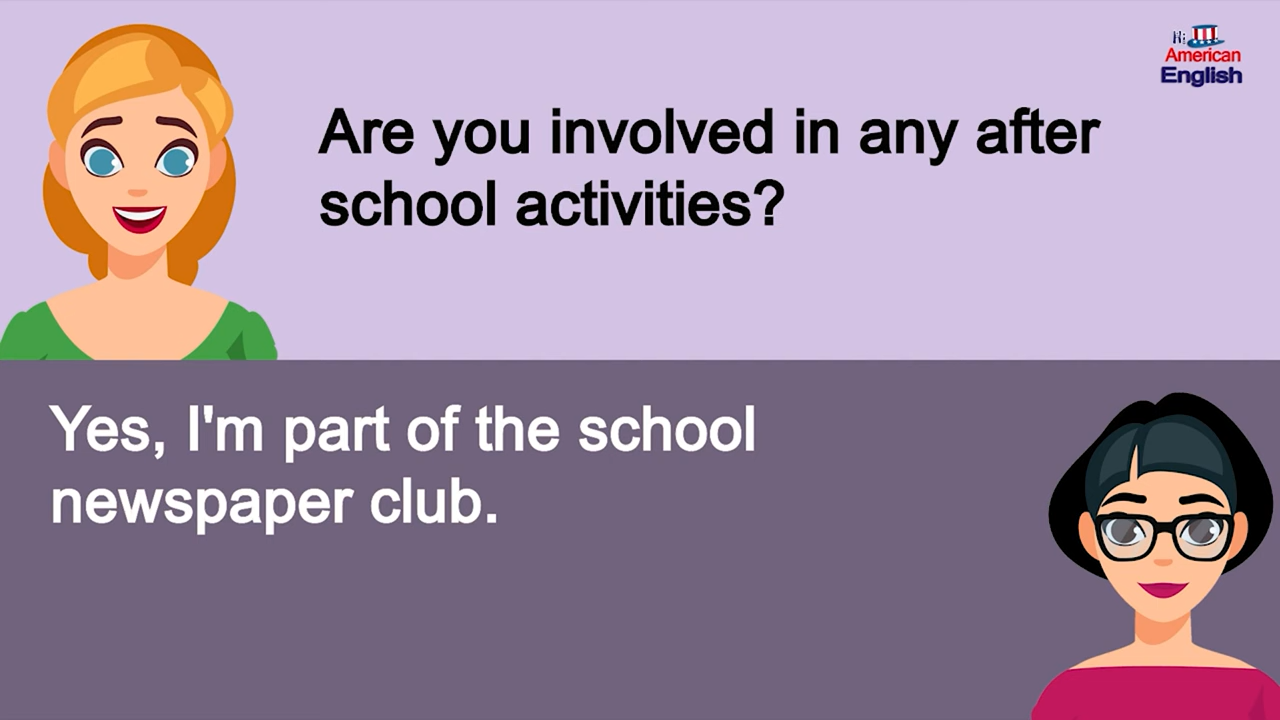 Hi
American
English
Are you involved in any after
school activities?
Yes, I'm part of the school
newspaper club.